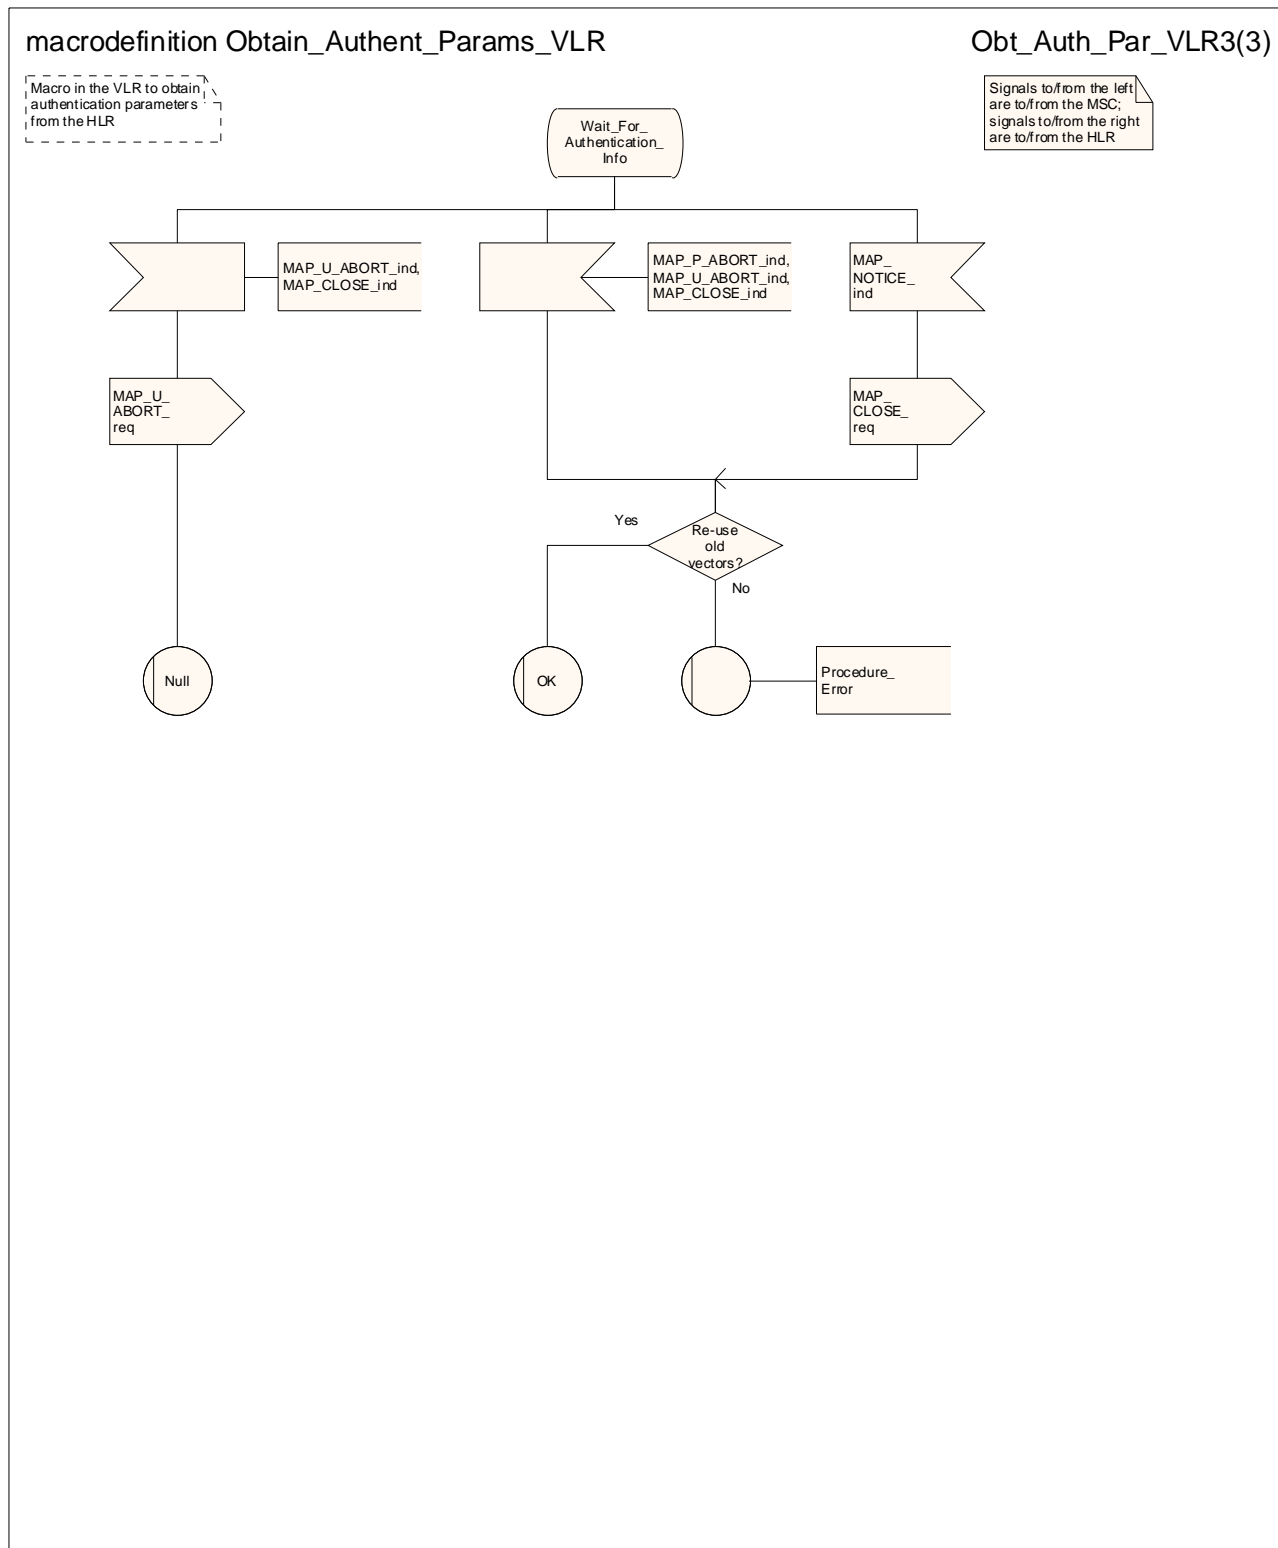 macrodefinition Obtain_Authent_Params_VLR
Obt_Auth_Par_VLR3(3)
Macro in the VLR to obtain
authentication parameters
from the HLR
Signals to/from the left
are to/from the MSC;
signals to/from the right
are to/from the HLR
Wait_For_
Authentication_
Info
MAP_U_ABORT_ind,
MAP_CLOSE_ind
MAP_P_ABORT_ind,
MAP_U_ABORT_ind,
MAP_CLOSE_ind
MAP_
NOTICE_
ind
MAP_U_
ABORT_
req
MAP_
CLOSE_
req
Yes
Re-use
old
vectors?
No
Null
OK
Procedure_
Error